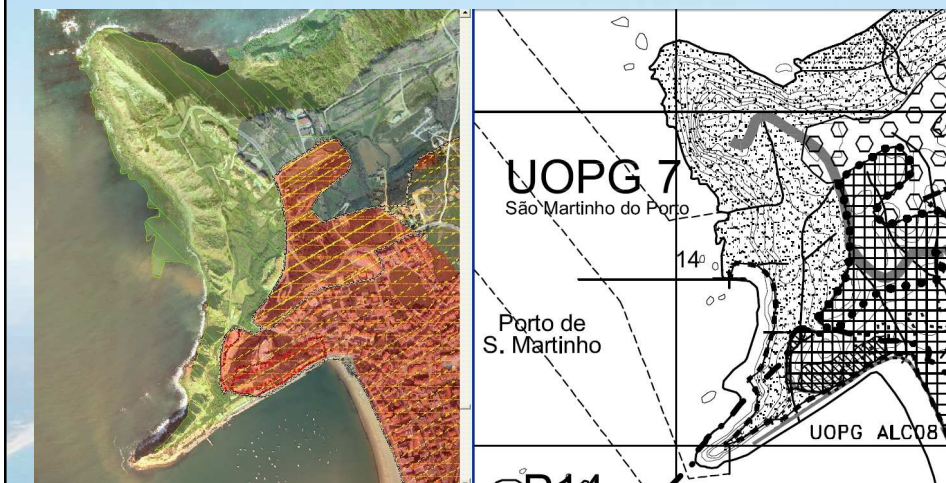 UOPG 7
São Martinho do Porto
14
Porto de
S. Martinho
UOPG ALC08